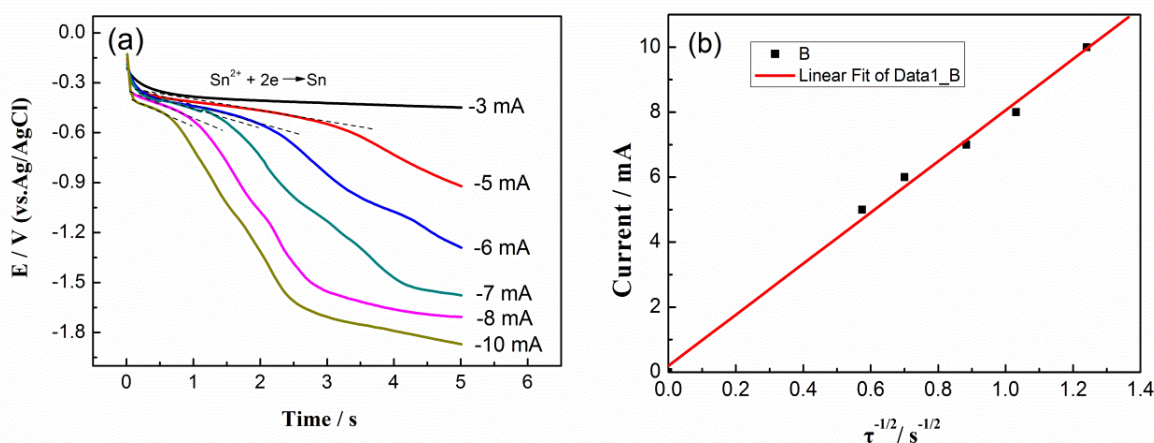 (a)
Sn²⁺ + 2e → Sn
E / V (vs.Ag/AgCl)
0.0
-0.3
-0.6
-0.9
-1.2
-1.5
-1.8
-3 mA
-5 mA
-6 mA
-7 mA
-8 mA
-10 mA
0 1 2 3 4 5 6
Time / s
(b)
B
Linear Fit of Data1_B
Current / mA
10
8
6
4
2
0
0.0 0.2 0.4 0.6 0.8 1.0 1.2 1.4
τ⁻¹/²/ s⁻¹/²